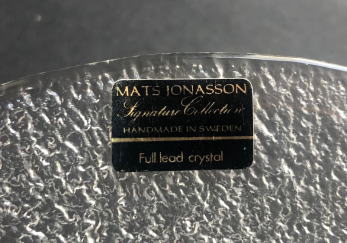 MATS JONASSON
Signature Collection
HANDMADE IN SWEDEN
Full lead crystal